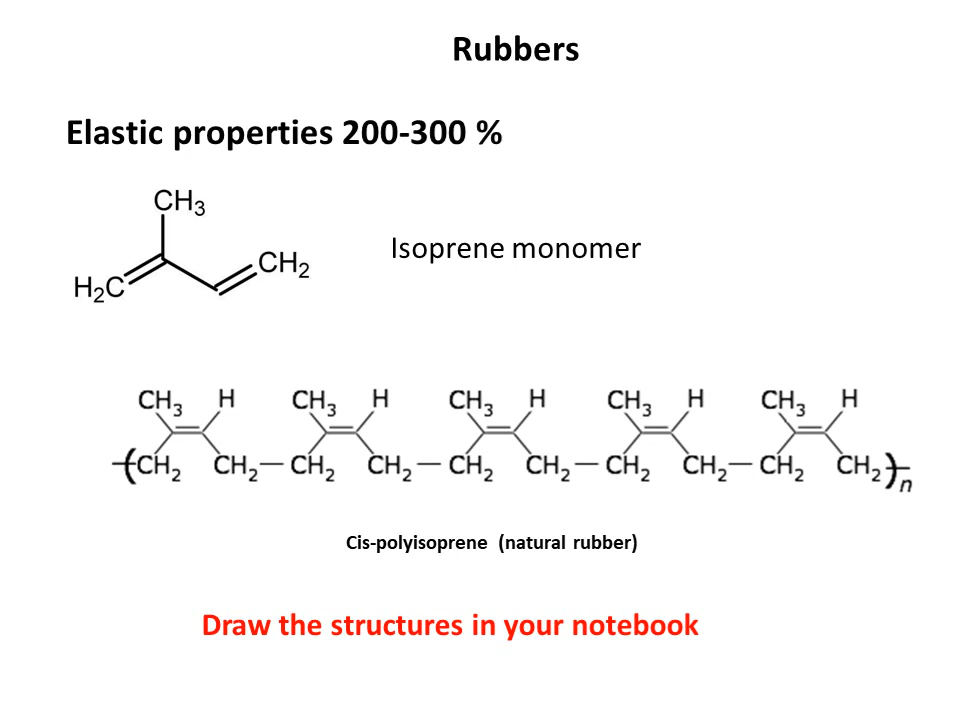 Rubbers
Elastic properties 200-300 %
CH3
H2C
CH2
Isoprene monomer
CH3 H CH3 H CH3 H CH3 H CH3 H
(CH2 CH2—CH2 CH2—CH2 CH2—CH2 CH2—CH2 CH2)n
Cis-polyisoprene (natural rubber)
Draw the structures in your notebook